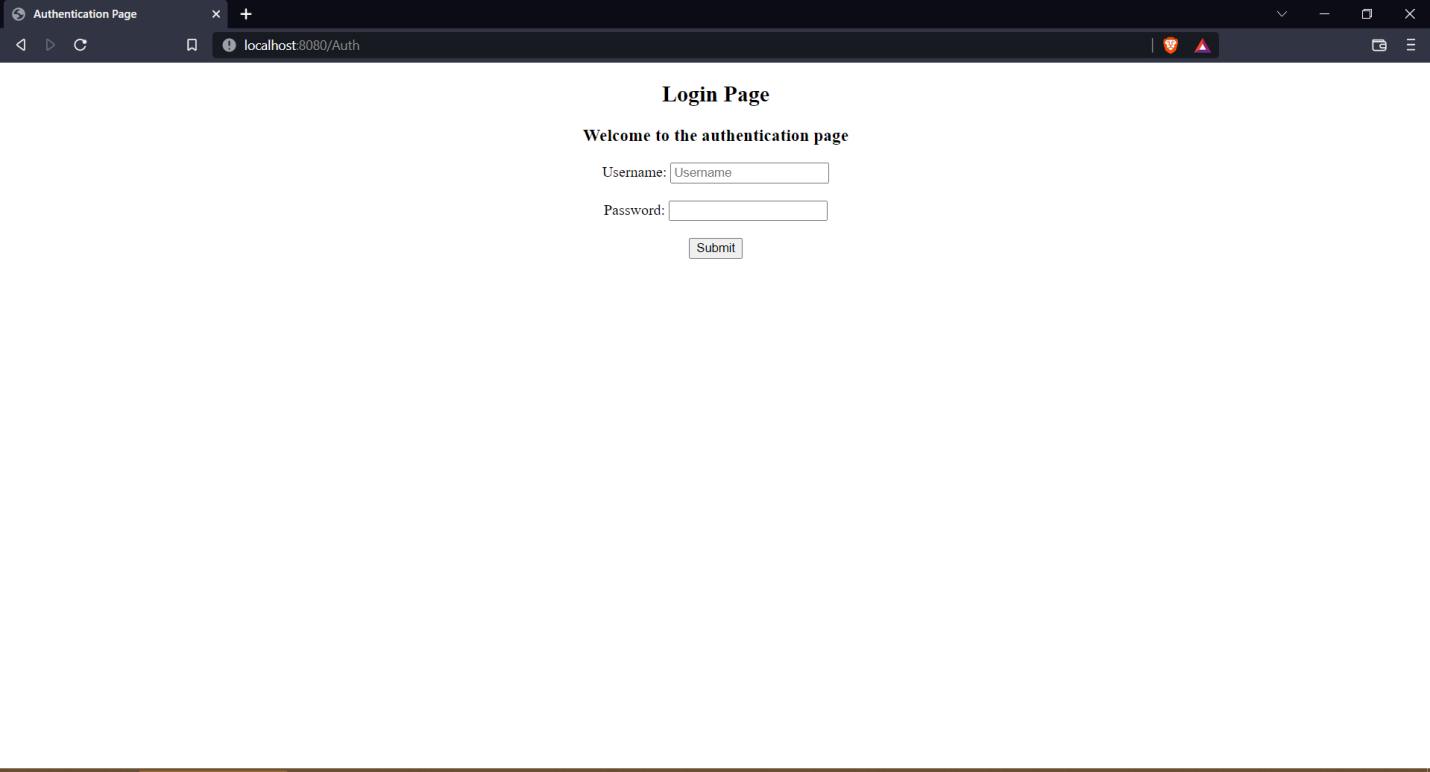 Authentication Page
localhost:8080/Auth
Login Page
Welcome to the authentication page
Username: Username
Password:
Submit